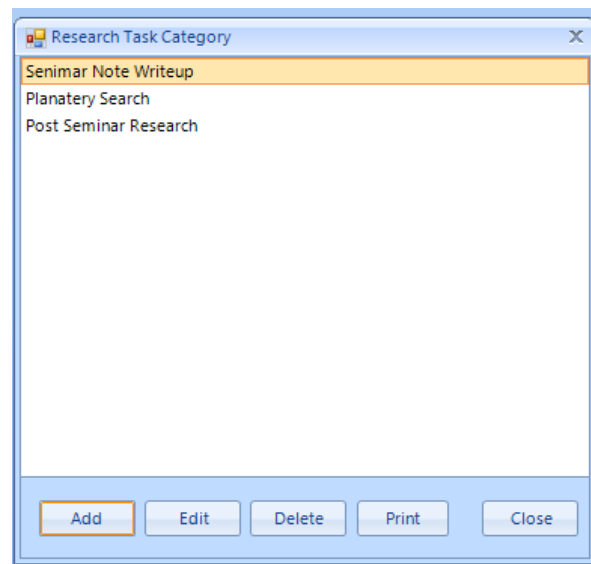 Research Task Category
Senimar Note Writeup
Planatery Search
Post Seminar Research
Add Edit Delete Print Close